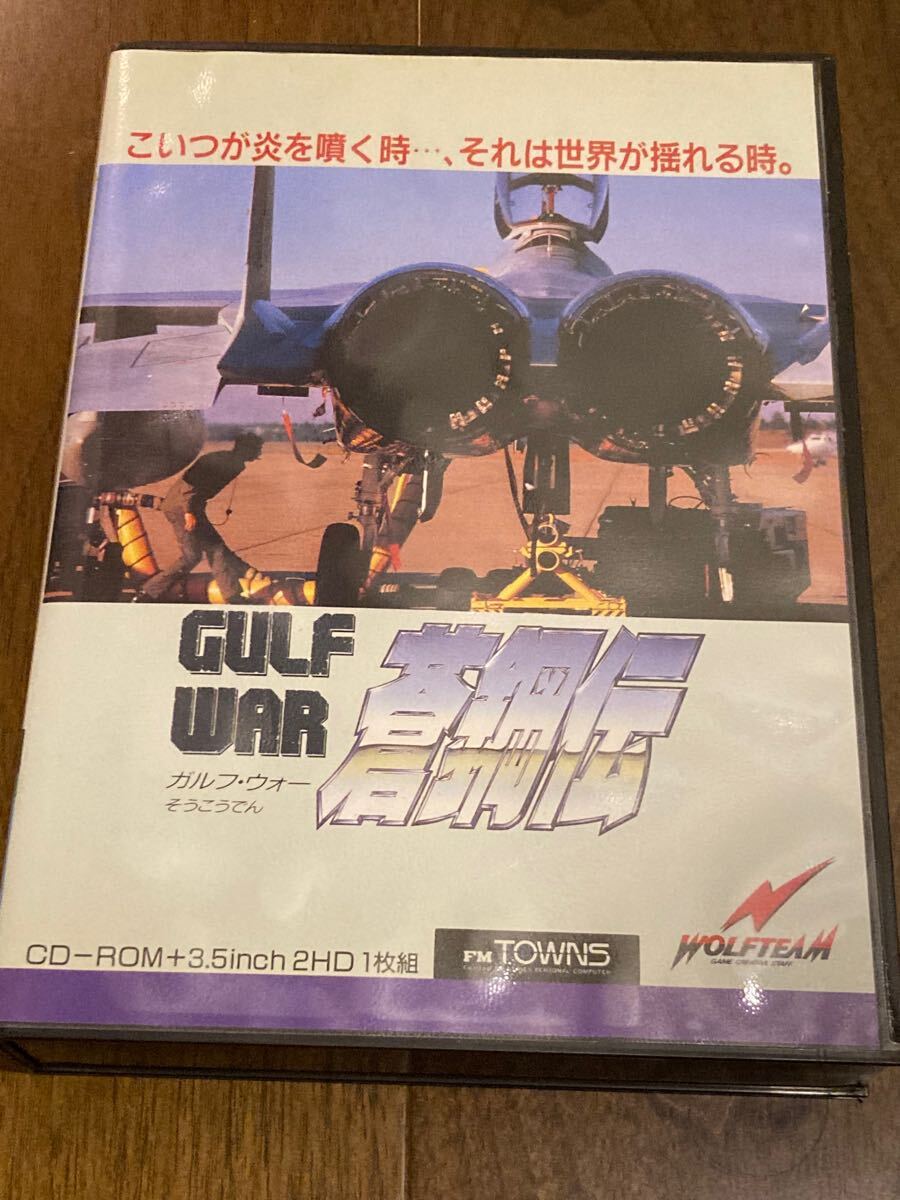 こいつが炎を噴く時…、それは世界が揺れる時。
GULF
WAR
蒼鋼伝
ガルフ・ウォー
そうこうでん
CD-ROM+3.5inch 2HD 1枚組
FM TOWNS
WOLFTEAM
GAME CREATIVE STAFF